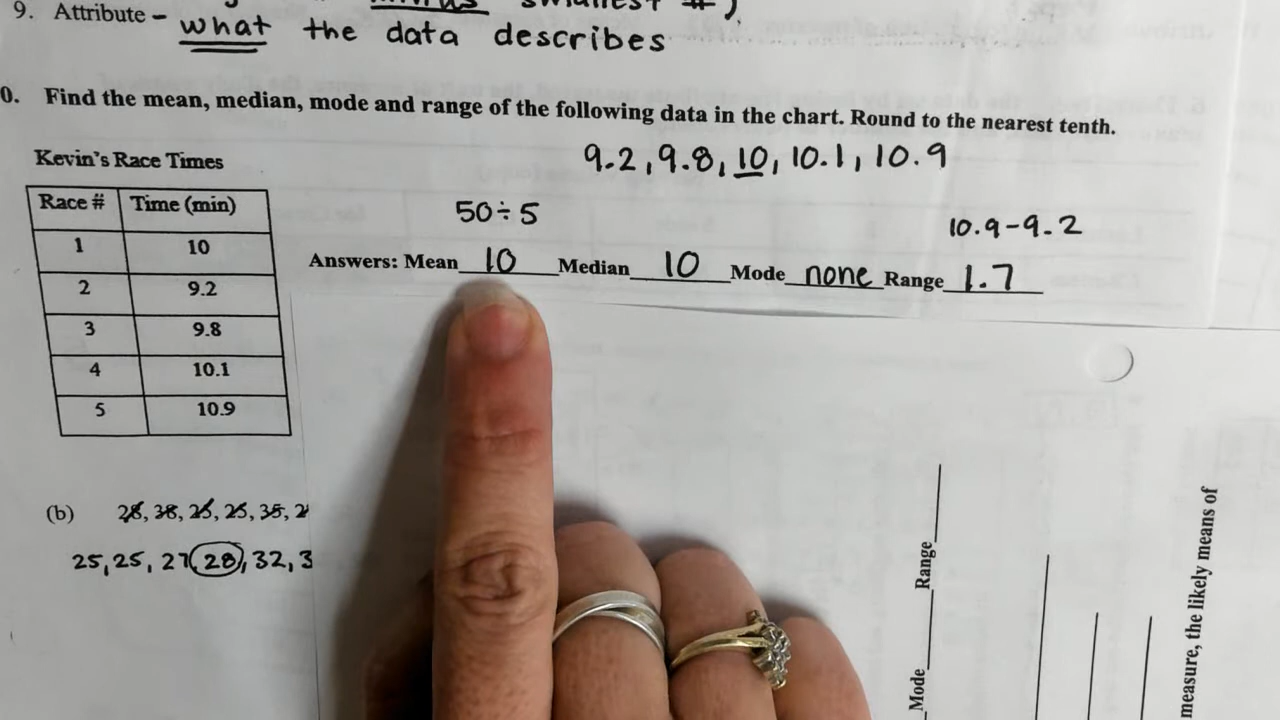 smallest #)
9. Attribute - what the data describes
0. Find the mean, median, mode and range of the following data in the chart. Round to the nearest tenth.
Kevin's Race Times
9.2, 9.8, 10, 10.1, 10.9
Race # Time (min)
1 10
2 9.2
3 9.8
4 10.1
5 10.9
50÷5
10.9-9.2
Answers: Mean 10 Median 10 Mode none Range 1.7
(b) 28, 38, 25, 25, 35, 2
25, 25, 27, 28, 32, 3
Mode Range
measure, the likely means of